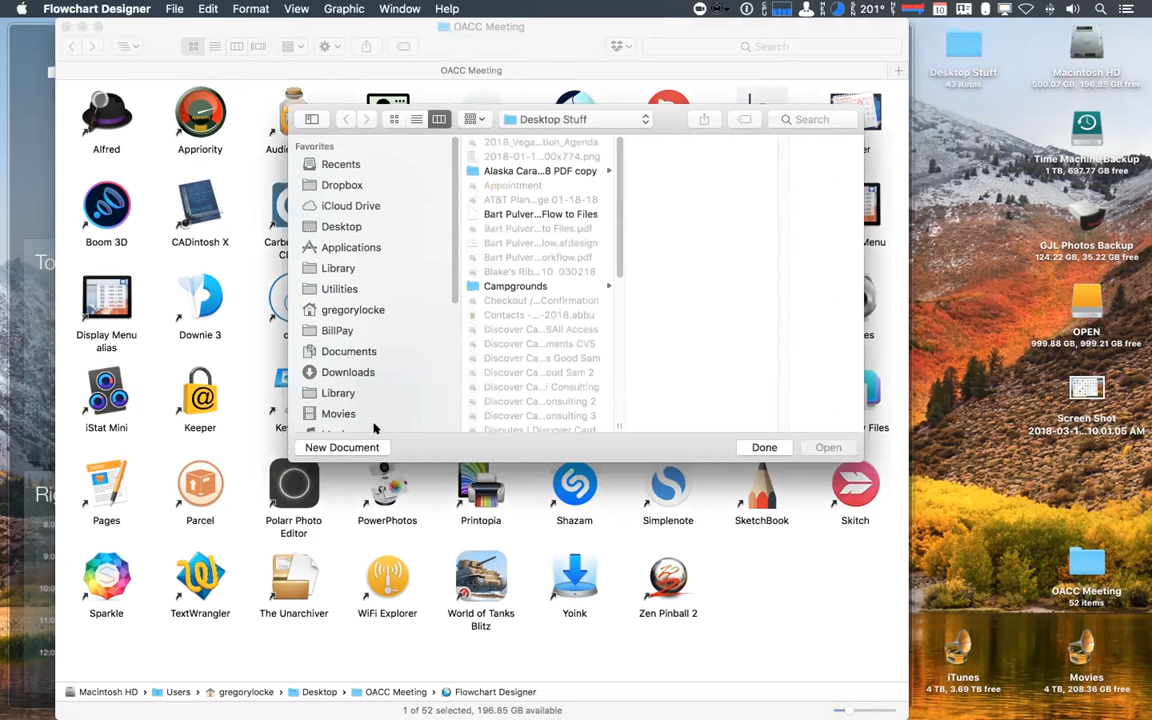 Flowchart Designer File Edit Format View Graphic Window Help
201°
OACC Meeting
Search
OACC Meeting
Desktop Stuff
43 items
Macintosh HD
500.07 GB, 196.85 GB free
Desktop Stuff
Search
Favorites
Recents
Dropbox
iCloud Drive
Desktop
Applications
Library
Utilities
gregorylocke
BillPay
Documents
Downloads
Library
Movies
2018_Vega...tion_Agenda
2018-01-1...00x774.png
Alaska Cara...8 PDF copy
Appointment
AT&T Plan...ge 01-18-18
Bart Pulver...Flow to Files
Bart Pulver...to Files.pdf
Bart Pulver...low.afdesign
Bart Pulver...orkflow.pdf
Blake's Rib...10 030218
Campgrounds
Checkout /...Confirmation
Contacts -...-2018.abbu
Discover Ca...SAll Access
Discover Ca...ments CVS
Discover Ca...s Good Sam
Discover Ca...ood Sam 2
Discover Ca...i Consulting
Discover Ca...onsulting 2
Discover Ca...onsulting 3
Disputes | Discover Card
New Document
Done
Open
Alfred
Appriority
Boom 3D
CADintosh X
Display Menu
alias
Downie 3
iStat Mini
Keeper
Pages
Parcel
Polarr Photo
Editor
PowerPhotos
Printopia
Shazam
Simplenote
SketchBook
Skitch
Sparkle
TextWrangler
The Unarchiver
WiFi Explorer
World of Tanks
Blitz
Yoink
Zen Pinball 2
Time Machine Backup
1 TB, 697.77 GB free
GJL Photos Backup
124.22 GB, 35.22 GB free
OPEN
999.88 GB, 999.21 GB free
Screen Shot
2018-03-1...10.01.05 AM
OACC Meeting
52 items
iTunes
4 TB, 3.69 TB free
Movies
4 TB, 208.36 GB free
Macintosh HD › Users › gregorylocke › Desktop › OACC Meeting › Flowchart Designer
1 of 52 selected, 196.85 GB available